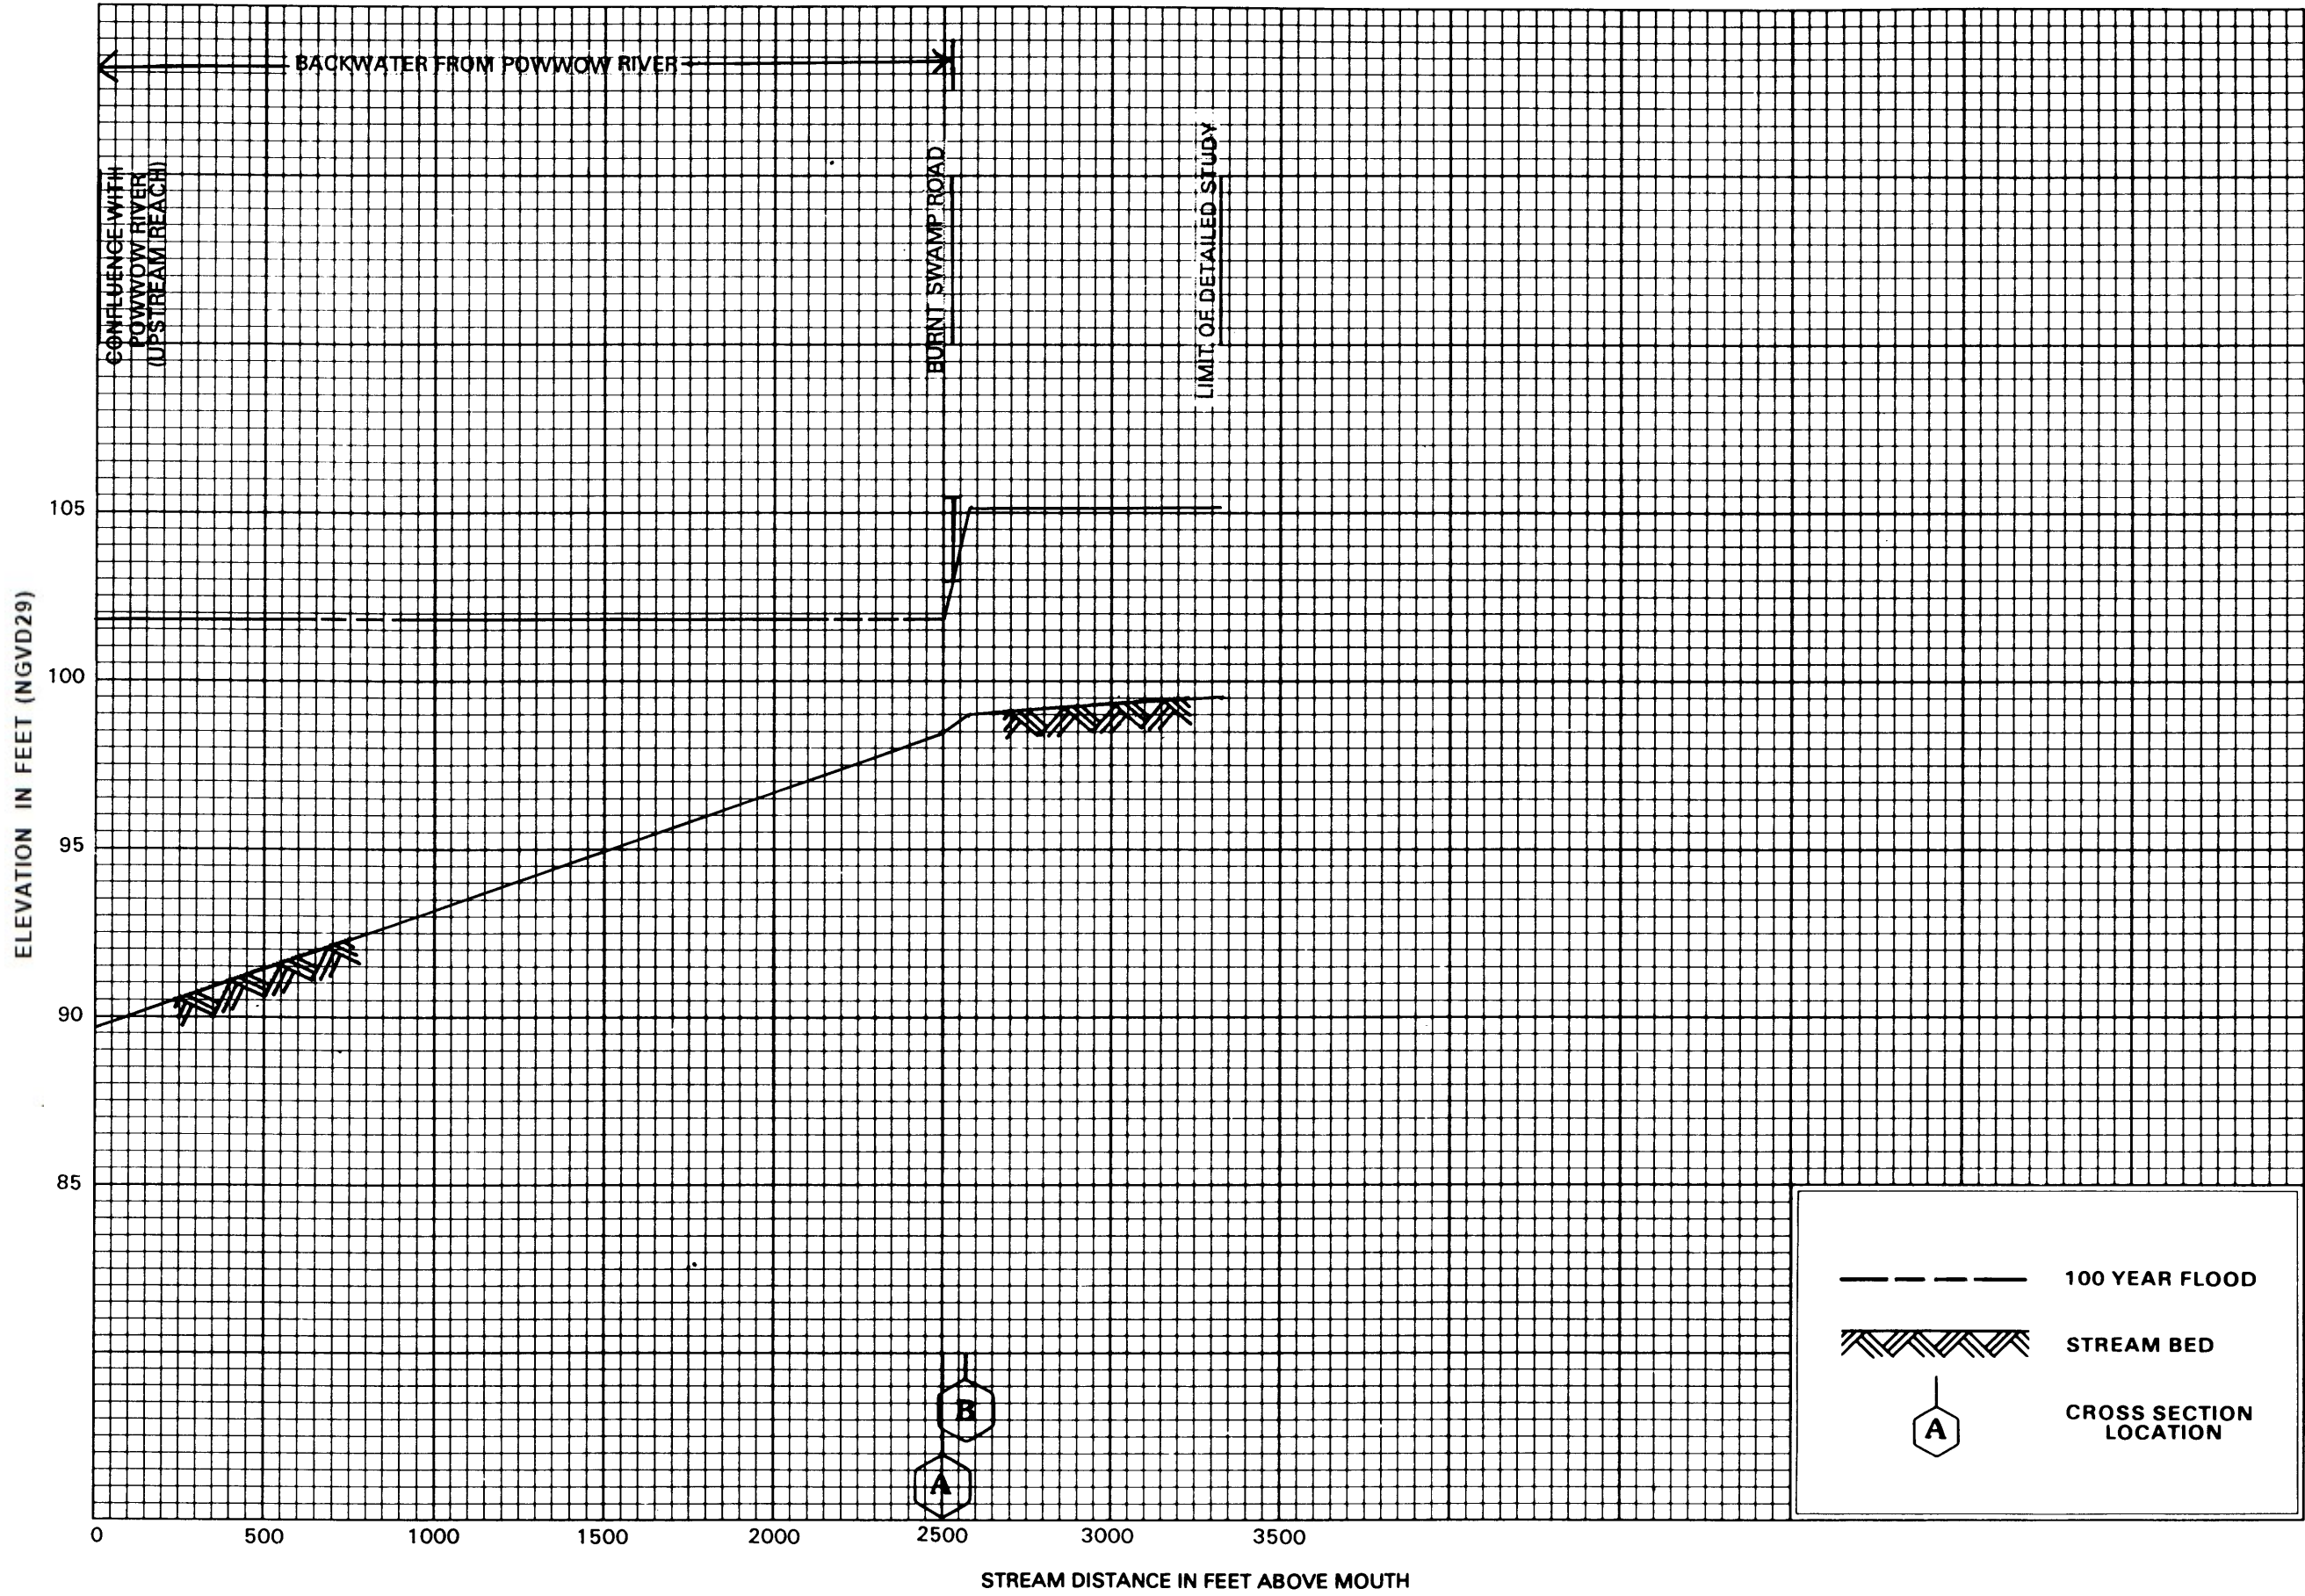 BACKWATER FROM POWWOW RIVER
CONFLUENCE WITH
POWWOW RIVER
(UPSTREAM REACH)
BURNT SWAMP ROAD
LIMIT OF DETAILED STUDY
ELEVATION IN FEET (NGVD29)
105
100
95
90
85
B
A
0 500 1000 1500 2000 2500 3000 3500
STREAM DISTANCE IN FEET ABOVE MOUTH
100 YEAR FLOOD
STREAM BED
A
CROSS SECTION
LOCATION